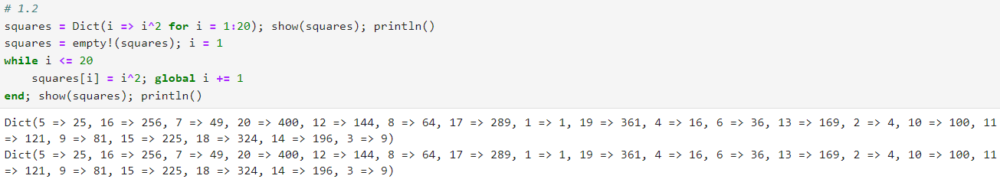 # 1.2
squares = Dict(i => i^2 for i = 1:20); show(squares); println()
squares = empty!(squares); i = 1
while i <= 20
    squares[i] = i^2; global i += 1
end; show(squares); println()
Dict(5 => 25, 16 => 256, 7 => 49, 20 => 400, 12 => 144, 8 => 64, 17 => 289, 1 => 1, 19 => 361, 4 => 16, 6 => 36, 13 => 169, 2 => 4, 10 => 100, 11
=> 121, 9 => 81, 15 => 225, 18 => 324, 14 => 196, 3 => 9)
Dict(5 => 25, 16 => 256, 7 => 49, 20 => 400, 12 => 144, 8 => 64, 17 => 289, 1 => 1, 19 => 361, 4 => 16, 6 => 36, 13 => 169, 2 => 4, 10 => 100, 11
=> 121, 9 => 81, 15 => 225, 18 => 324, 14 => 196, 3 => 9)